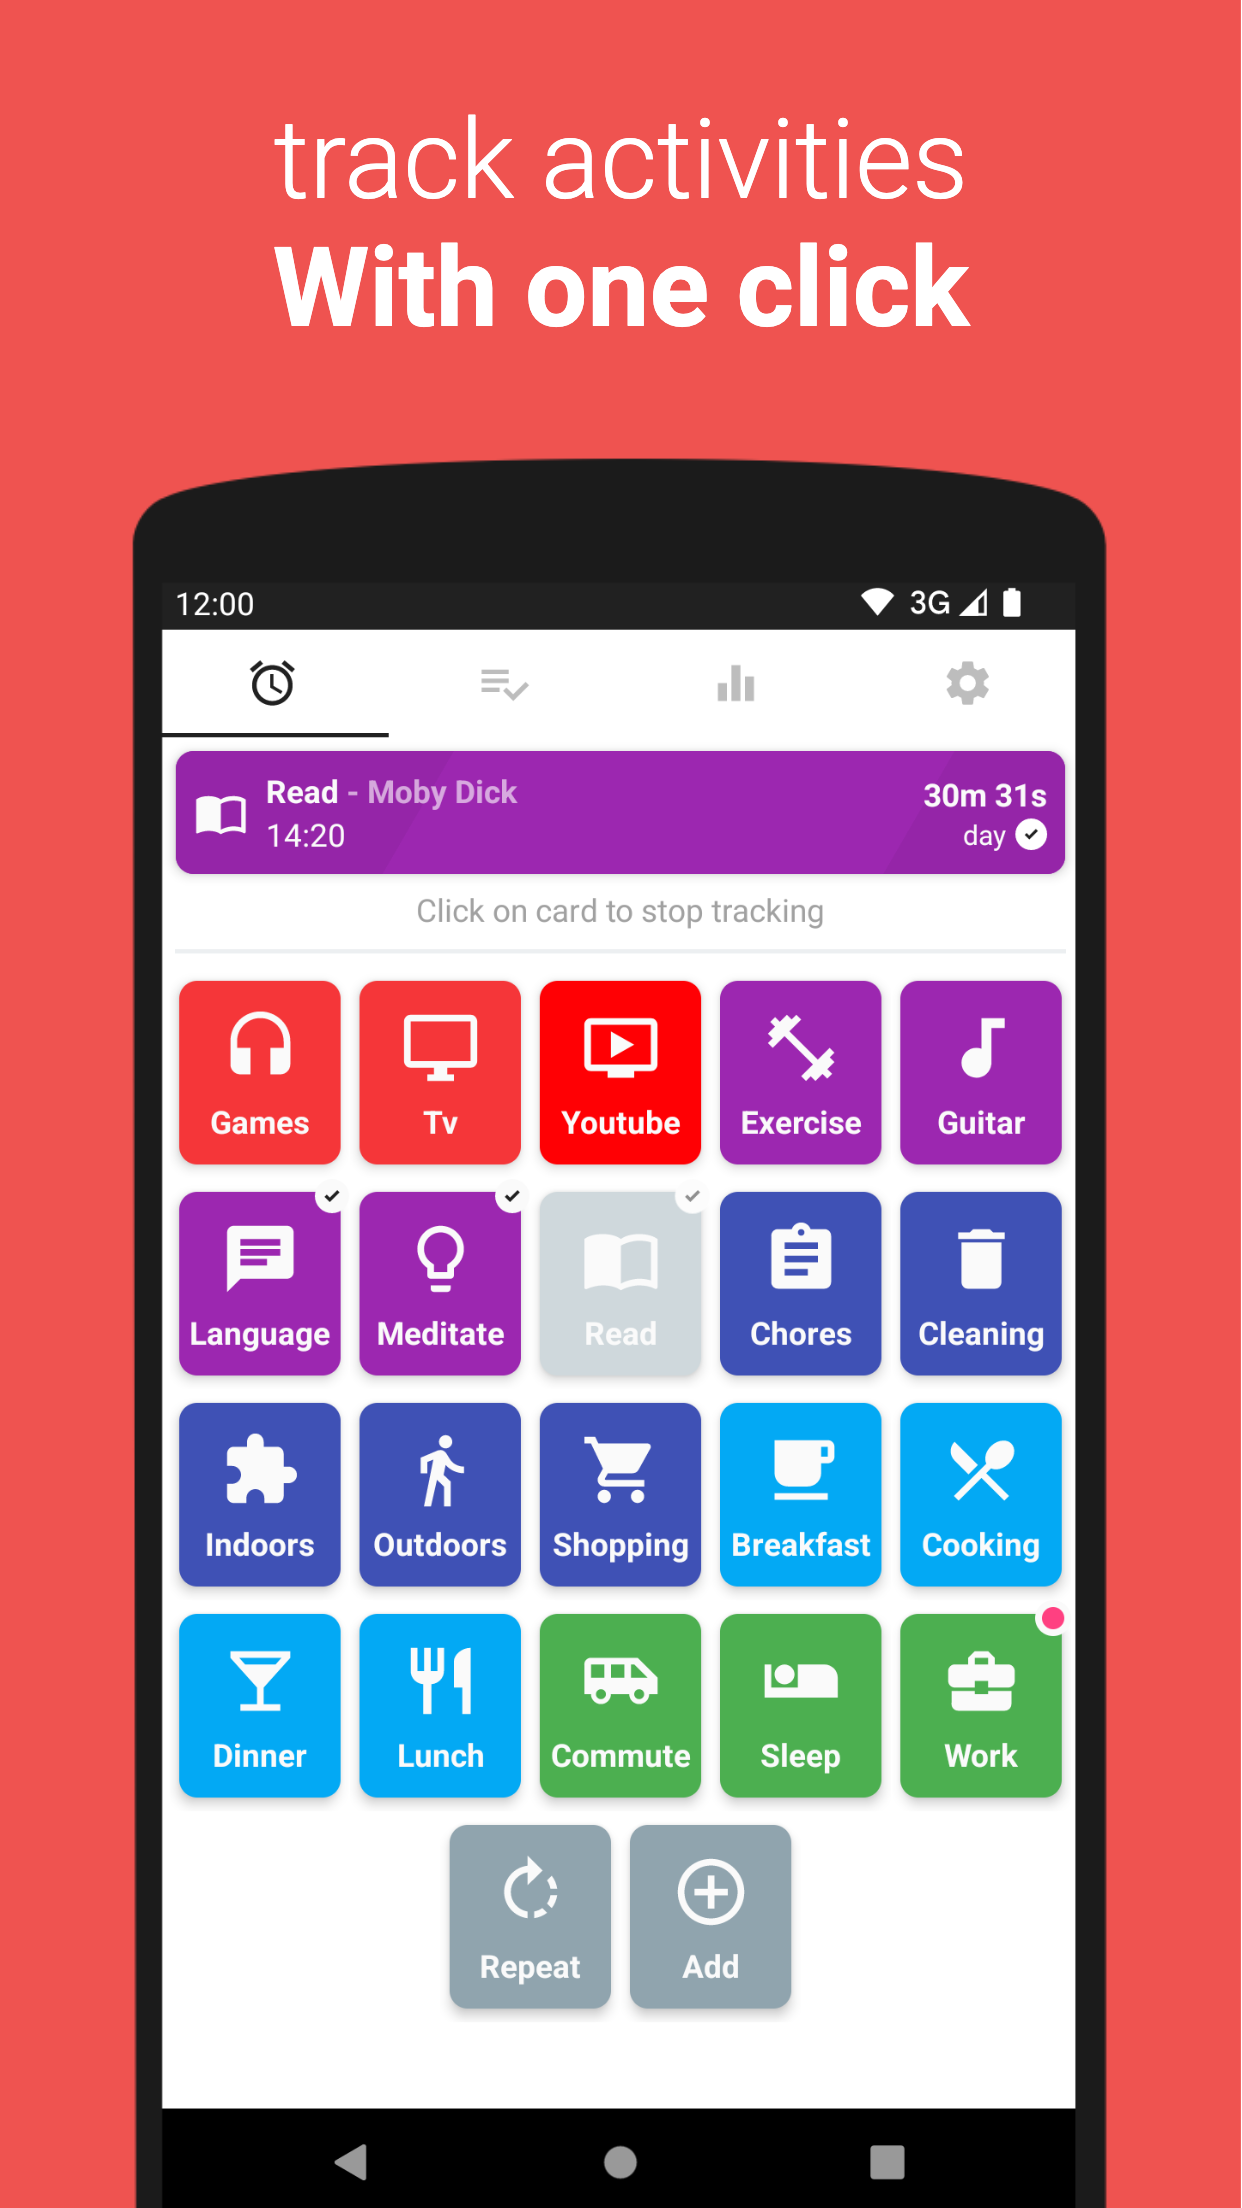 track activities
With one click
12:00 3G
Read - Moby Dick 30m 31s
14:20 day
Click on card to stop tracking
Games Tv Youtube Exercise Guitar
Language Meditate Read Chores Cleaning
Indoors Outdoors Shopping Breakfast Cooking
Dinner Lunch Commute Sleep Work
Repeat Add